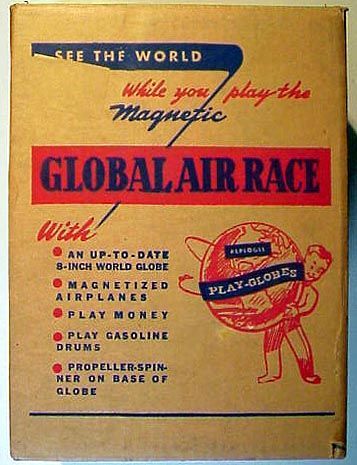 SEE THE WORLD
While you play the
Magnetic
GLOBAL AIR RACE
With
AN UP-TO-DATE
8-INCH WORLD GLOBE
MAGNETIZED
AIRPLANES
PLAY MONEY
PLAY GASOLINE
DRUMS
PROPELLER-SPIN-
NER ON BASE OF
GLOBE
REPLOGLE
PLAY-GLOBES